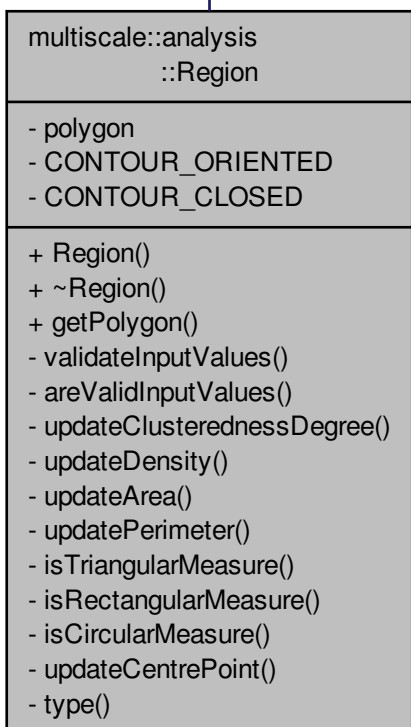 multiscale::analysis
::Region
- polygon
- CONTOUR_ORIENTED
- CONTOUR_CLOSED
+ Region()
+ ~Region()
+ getPolygon()
- validateInputValues()
- areValidInputValues()
- updateClusterednessDegree()
- updateDensity()
- updateArea()
- updatePerimeter()
- isTriangularMeasure()
- isRectangularMeasure()
- isCircularMeasure()
- updateCentrePoint()
- type()